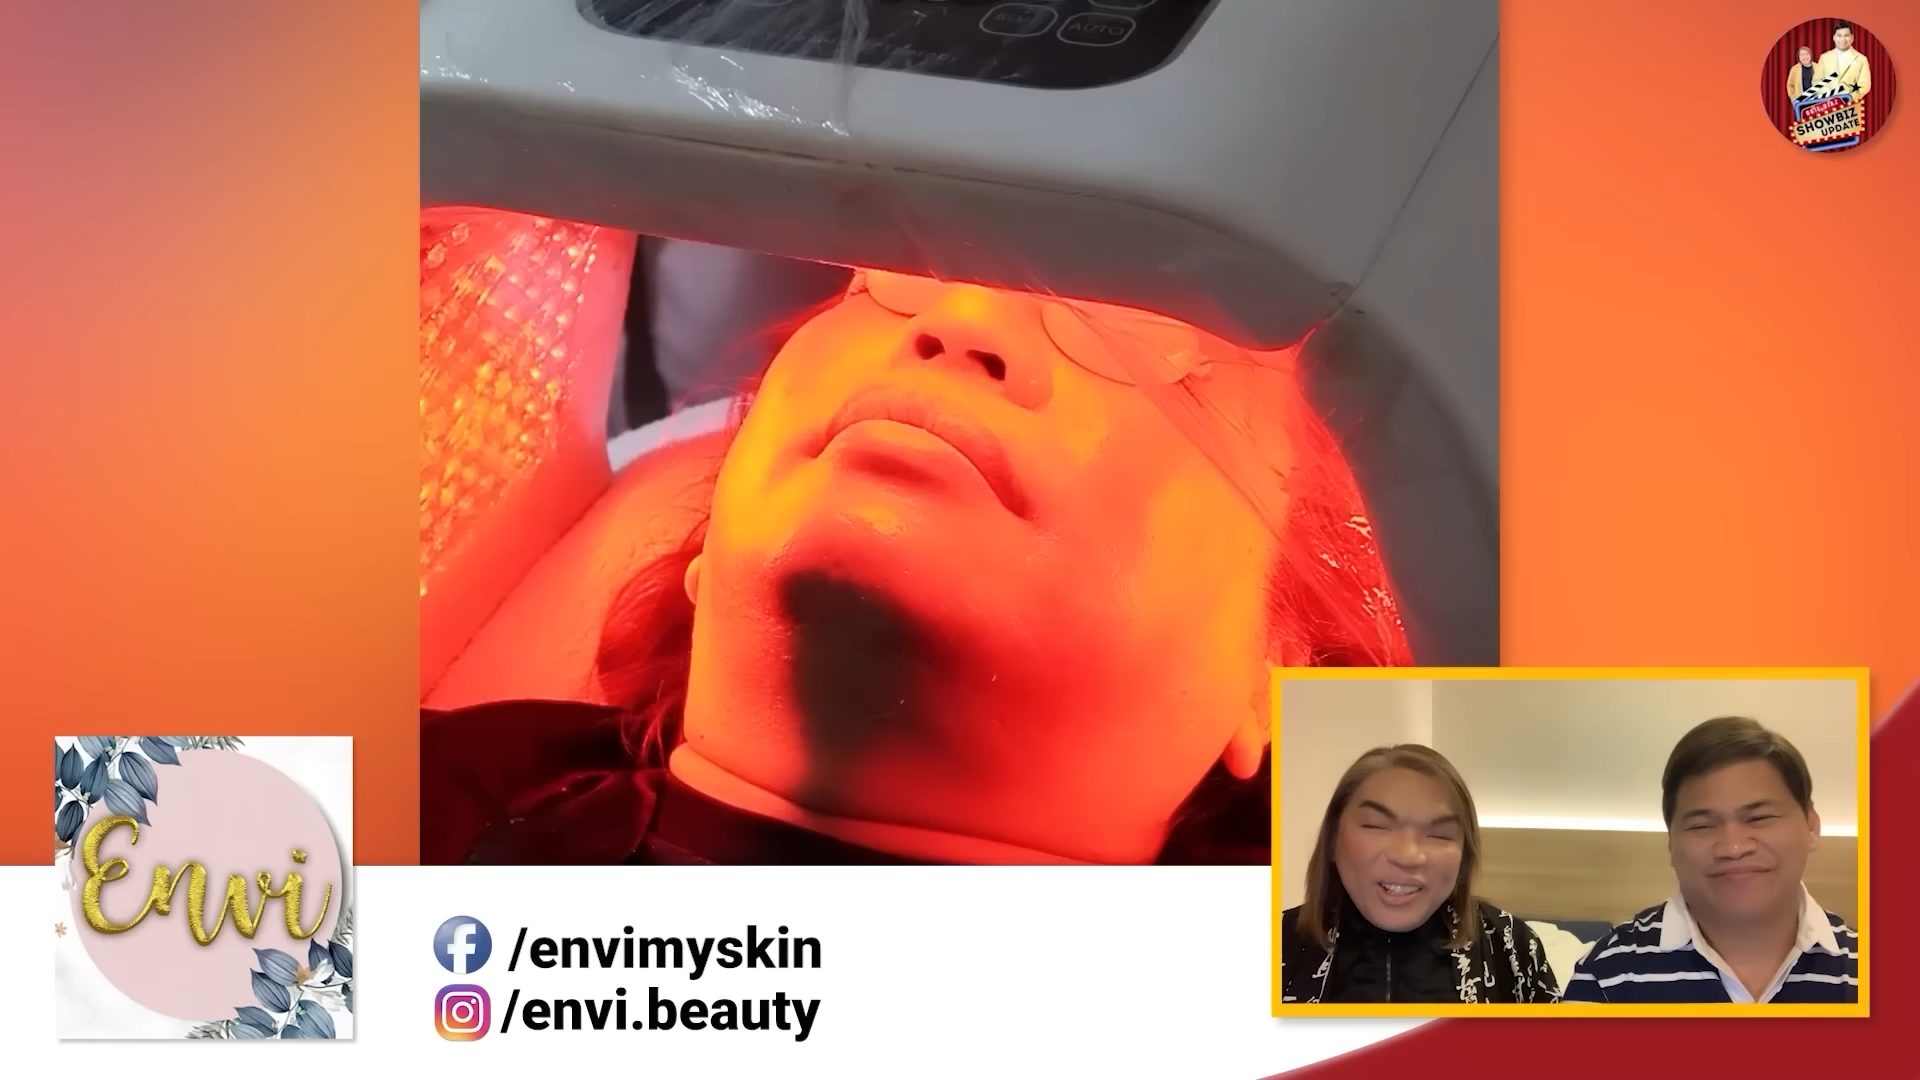 AUTO
SHOWBIZ
UPDATE
Envi
/envimyskin
/envi.beauty